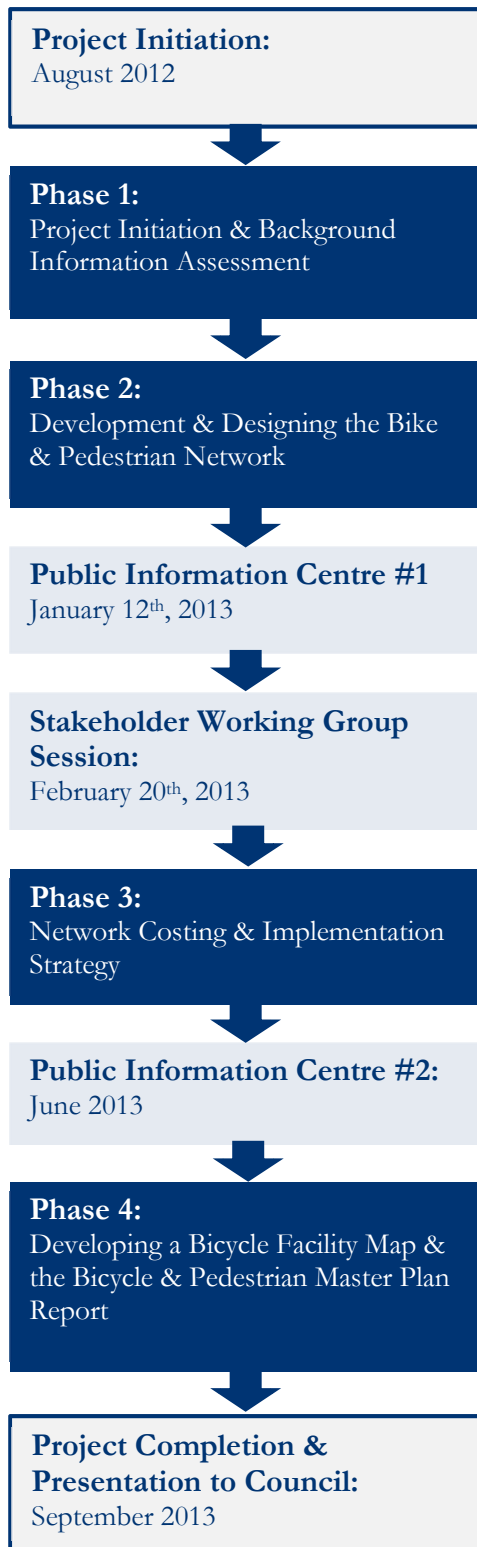 Project Initiation:
August 2012
Phase 1:
Project Initiation & Background
Information Assessment
Phase 2:
Development & Designing the Bike
& Pedestrian Network
Public Information Centre #1
January 12th, 2013
Stakeholder Working Group
Session:
February 20th, 2013
Phase 3:
Network Costing & Implementation
Strategy
Public Information Centre #2:
June 2013
Phase 4:
Developing a Bicycle Facility Map &
the Bicycle & Pedestrian Master Plan
Report
Project Completion &
Presentation to Council:
September 2013